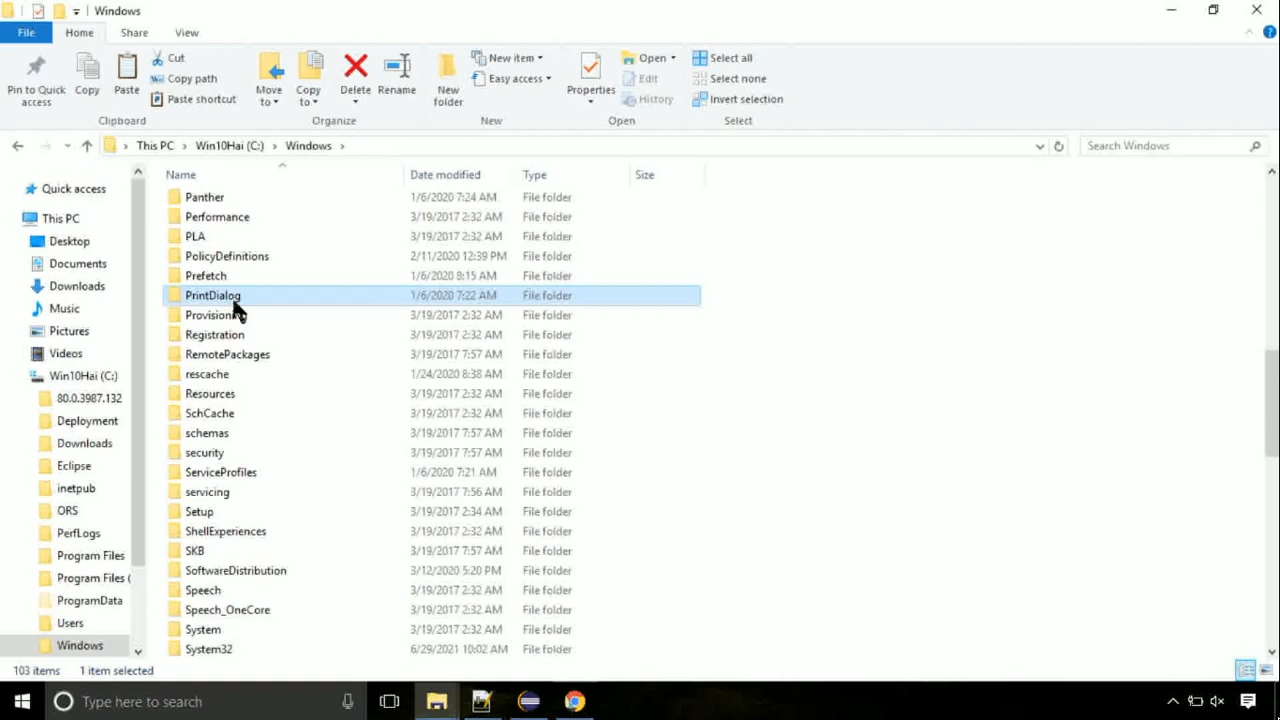 Windows
File Home Share View
Pin to Quick access
Copy
Paste
Cut
Copy path
Paste shortcut
Clipboard
Move to
Copy to
Delete
Rename
Organize
New folder
New item
Easy access
New
Properties
Open
Edit
History
Open
Select all
Select none
Invert selection
Select
This PC › Win10Hai (C:) › Windows ›
Search Windows
Quick access
This PC
Desktop
Documents
Downloads
Music
Pictures
Videos
Win10Hai (C:)
80.0.3987.132
Deployment
Downloads
Eclipse
inetpub
ORS
PerfLogs
Program Files
Program Files (
ProgramData
Users
Windows
Name Date modified Type Size
Panther 1/6/2020 7:24 AM File folder
Performance 3/19/2017 2:32 AM File folder
PLA 3/19/2017 2:32 AM File folder
PolicyDefinitions 2/11/2020 12:39 PM File folder
Prefetch 1/6/2020 8:15 AM File folder
PrintDialog 1/6/2020 7:22 AM File folder
Provisioning 3/19/2017 2:32 AM File folder
Registration 3/19/2017 2:32 AM File folder
RemotePackages 3/19/2017 7:57 AM File folder
rescache 1/24/2020 8:38 AM File folder
Resources 3/19/2017 2:32 AM File folder
SchCache 3/19/2017 2:32 AM File folder
schemas 3/19/2017 7:57 AM File folder
security 3/19/2017 7:57 AM File folder
ServiceProfiles 1/6/2020 7:21 AM File folder
servicing 3/19/2017 7:56 AM File folder
Setup 3/19/2017 2:34 AM File folder
ShellExperiences 3/19/2017 2:32 AM File folder
SKB 3/19/2017 7:57 AM File folder
SoftwareDistribution 3/12/2020 5:20 PM File folder
Speech 3/19/2017 2:32 AM File folder
Speech_OneCore 3/19/2017 2:32 AM File folder
System 3/19/2017 2:32 AM File folder
System32 6/29/2021 10:02 AM File folder
103 items 1 item selected
Type here to search